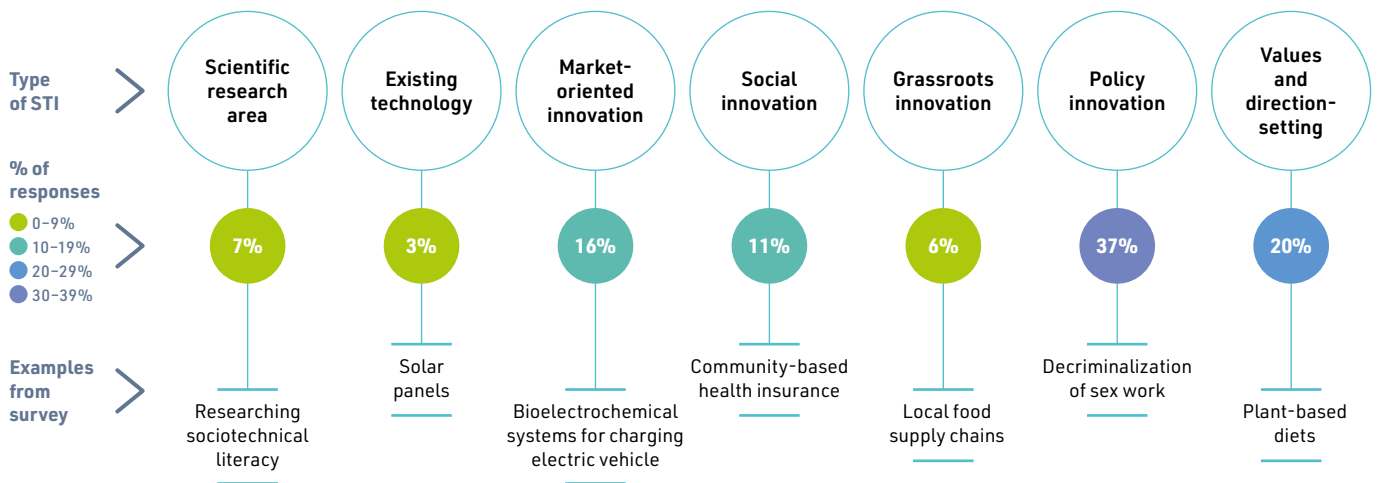 Type
of STI
Scientific
research
area
Existing
technology
Market-
oriented
innovation
Social
innovation
Grassroots
innovation
Policy
innovation
Values
and
direction-
setting
% of
responses
0–9%
10–19%
20–29%
30–39%
7%
3%
16%
11%
6%
37%
20%
Examples
from
survey
Researching
sociotechnical
literacy
Solar
panels
Bioelectrochemical
systems for charging
electric vehicle
Community-based
health insurance
Local food
supply chains
Decriminalization
of sex work
Plant-based
diets